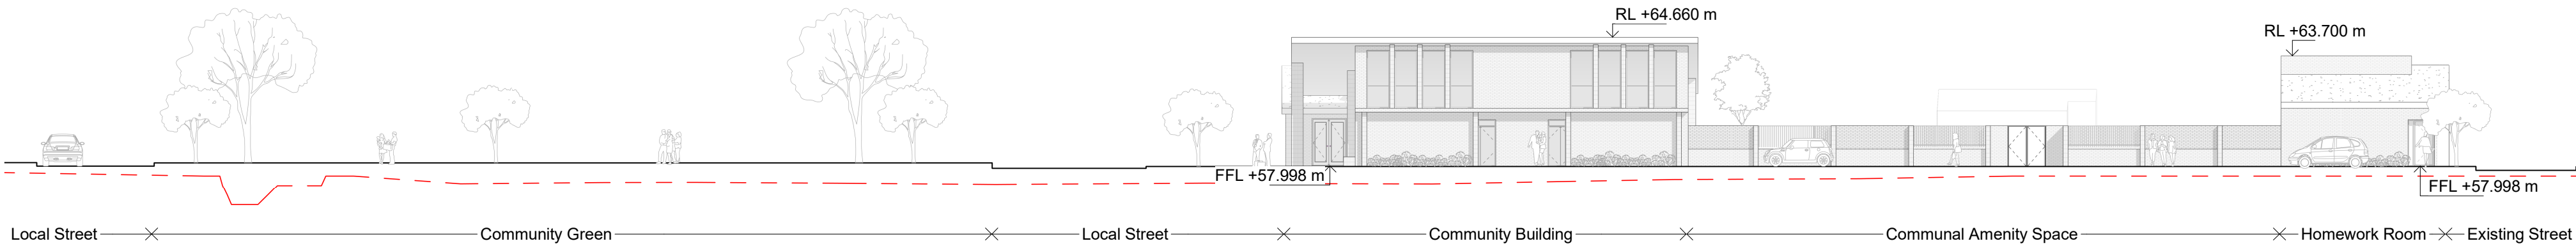 RL +64.660 m
RL +63.700 m
FFL +57.998 m
FFL +57.998 m
Local Street
Community Green
Local Street
Community Building
Communal Amenity Space
Homework Room
Existing Street